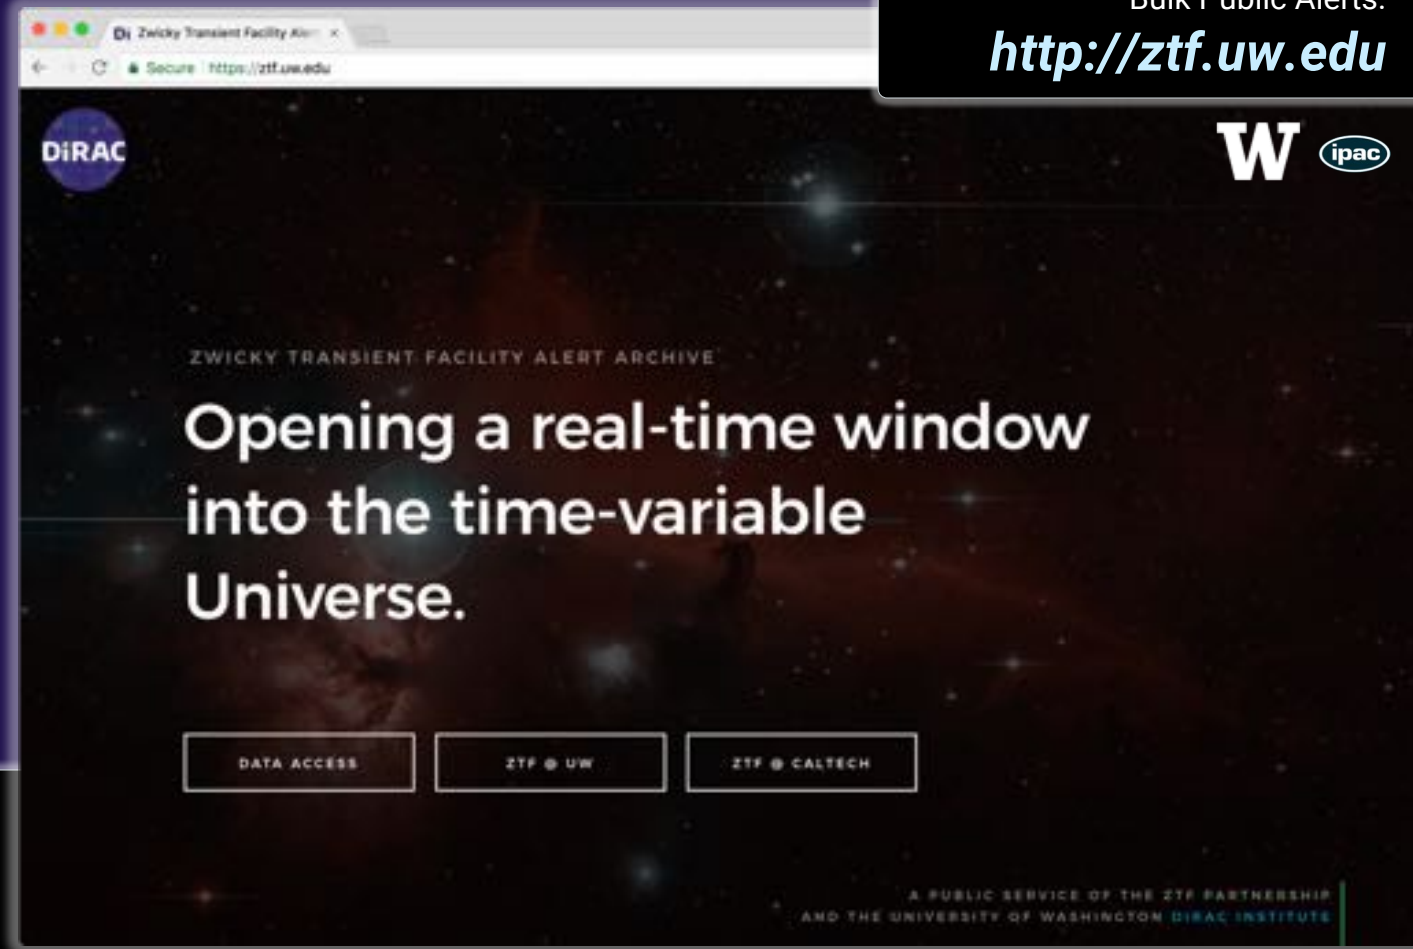 Bulk Public Alerts:
http://ztf.uw.edu
Di Zwicky Transient Facility Ale
Secure https://ztf.uw.edu
DiRAC
W ipac
ZWICKY TRANSIENT FACILITY ALERT ARCHIVE
Opening a real-time window
into the time-variable
Universe.
DATA ACCESS ZTF @ UW ZTF @ CALTECH
A PUBLIC SERVICE OF THE ZTF PARTNERSHIP
AND THE UNIVERSITY OF WASHINGTON DIRAC INSTITUTE